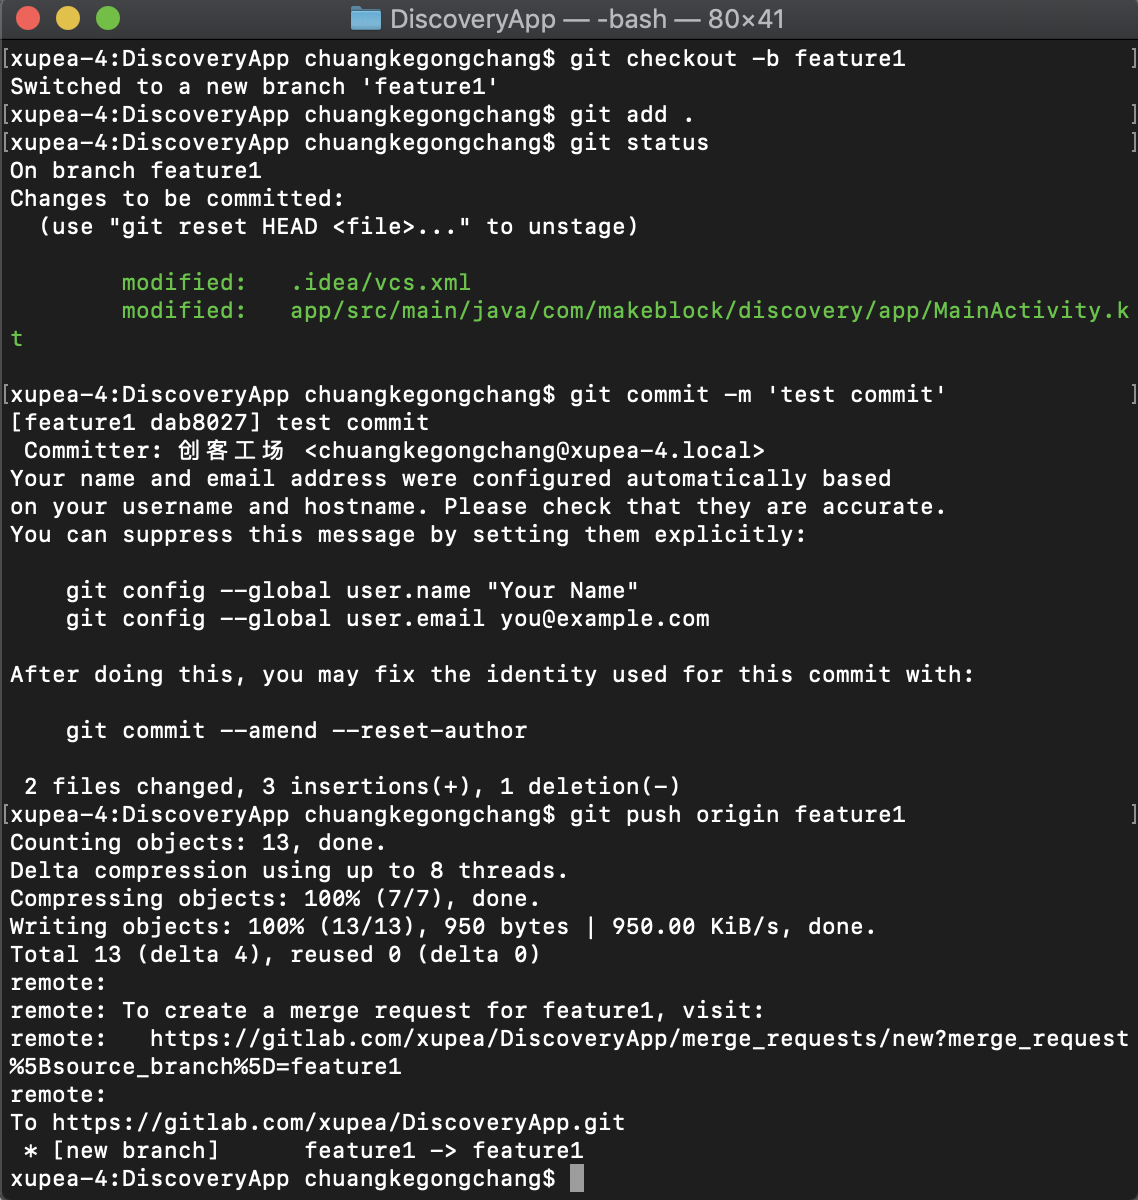 DiscoveryApp — -bash — 80×41
[xupea-4:DiscoveryApp chuangkegongchang$ git checkout -b feature1 ]
Switched to a new branch 'feature1'
[xupea-4:DiscoveryApp chuangkegongchang$ git add . ]
[xupea-4:DiscoveryApp chuangkegongchang$ git status ]
On branch feature1
Changes to be committed:
  (use "git reset HEAD <file>..." to unstage)
        modified:   .idea/vcs.xml
        modified:   app/src/main/java/com/makeblock/discovery/app/MainActivity.k
t
[xupea-4:DiscoveryApp chuangkegongchang$ git commit -m 'test commit' ]
[feature1 dab8027] test commit
 Committer: 创客工场 <chuangkegongchang@xupea-4.local>
Your name and email address were configured automatically based
on your username and hostname. Please check that they are accurate.
You can suppress this message by setting them explicitly:
    git config --global user.name "Your Name"
    git config --global user.email you@example.com
After doing this, you may fix the identity used for this commit with:
    git commit --amend --reset-author
 2 files changed, 3 insertions(+), 1 deletion(-)
[xupea-4:DiscoveryApp chuangkegongchang$ git push origin feature1 ]
Counting objects: 13, done.
Delta compression using up to 8 threads.
Compressing objects: 100% (7/7), done.
Writing objects: 100% (13/13), 950 bytes | 950.00 KiB/s, done.
Total 13 (delta 4), reused 0 (delta 0)
remote:
remote: To create a merge request for feature1, visit:
remote:   https://gitlab.com/xupea/DiscoveryApp/merge_requests/new?merge_request
%5Bsource_branch%5D=feature1
remote:
To https://gitlab.com/xupea/DiscoveryApp.git
 * [new branch]      feature1 -> feature1
xupea-4:DiscoveryApp chuangkegongchang$